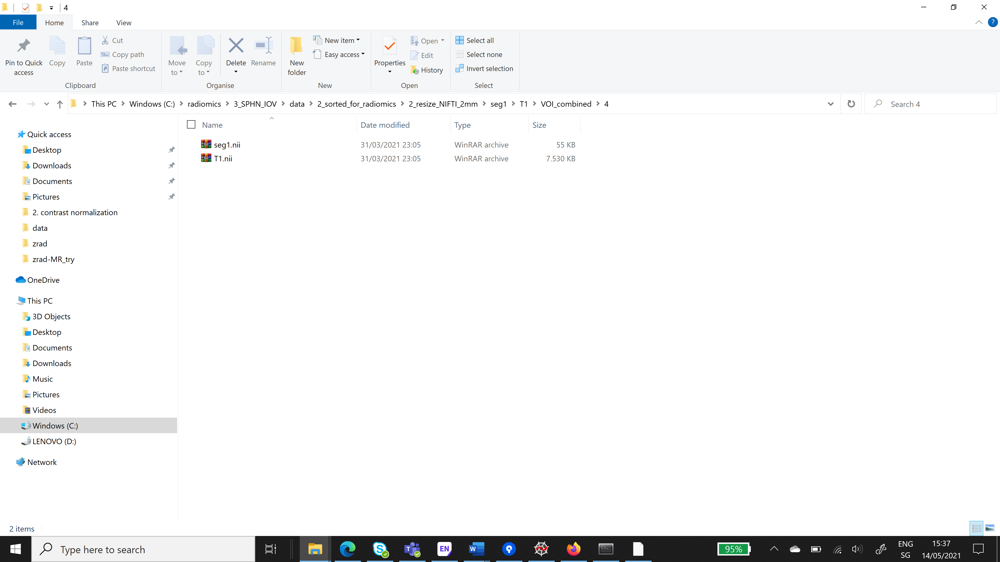 4
File Home Share View
Pin to Quick access
Copy
Paste
Cut
Copy path
Paste shortcut
Clipboard
Move to
Copy to
Delete
Rename
Organise
New folder
New item
Easy access
New
Properties
Open
Edit
History
Open
Select all
Select none
Invert selection
Select
This PC Windows (C:) radiomics 3_SPHN_IOV data 2_sorted_for_radiomics 2_resize_NIFTI_2mm seg1 T1 VOI_combined 4
Search 4
Name Date modified Type Size
seg1.nii 31/03/2021 23:05 WinRAR archive 55 KB
T1.nii 31/03/2021 23:05 WinRAR archive 7.530 KB
Quick access
Desktop
Downloads
Documents
Pictures
2. contrast normalization
data
zrad
zrad-MR_try
OneDrive
This PC
3D Objects
Desktop
Documents
Downloads
Music
Pictures
Videos
Windows (C:)
LENOVO (D:)
Network
2 items
Type here to search
EN
95%
ENG
SG
15:37
14/05/2021